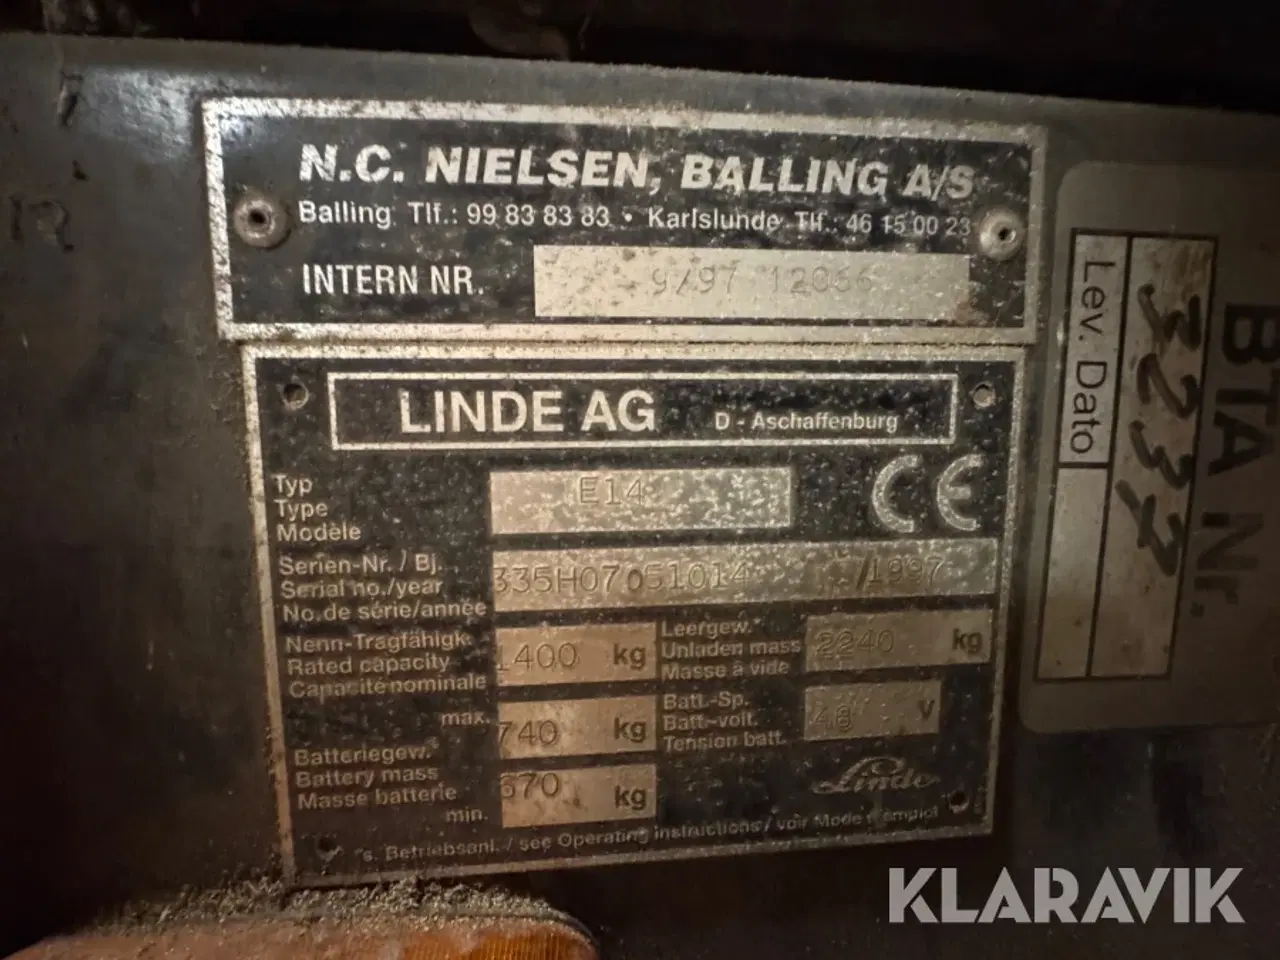 N.C. NIELSEN, BALLING A/S
Balling Tlf.: 99 83 83 83 • Karlslunde Tlf.: 46 15 00 23
INTERN NR. 9/97 12066
LINDE AG D - Aschaffenburg
CE
Typ
Type
Modèle
E14
Serien-Nr. / Bj.
Serial no./year
No.de série/année
335H07051014 /1997
Nenn-Tragfähigk.
Rated capacity
Capacité nominale
1400 kg
Leergew.*
Unladen mass
Masse à vide
2240 kg
max. 740 kg
Batteriegew.
Battery mass
Masse batterie
min. 670 kg
Batt.-Sp.
Batt-volt.
Tension batt.
48 V
Linde
*s. Betriebsanl. / see Operating instructions / voir Mode d'emploi
Lev. Dato
3237
BTA Nr.
KLARAVIK